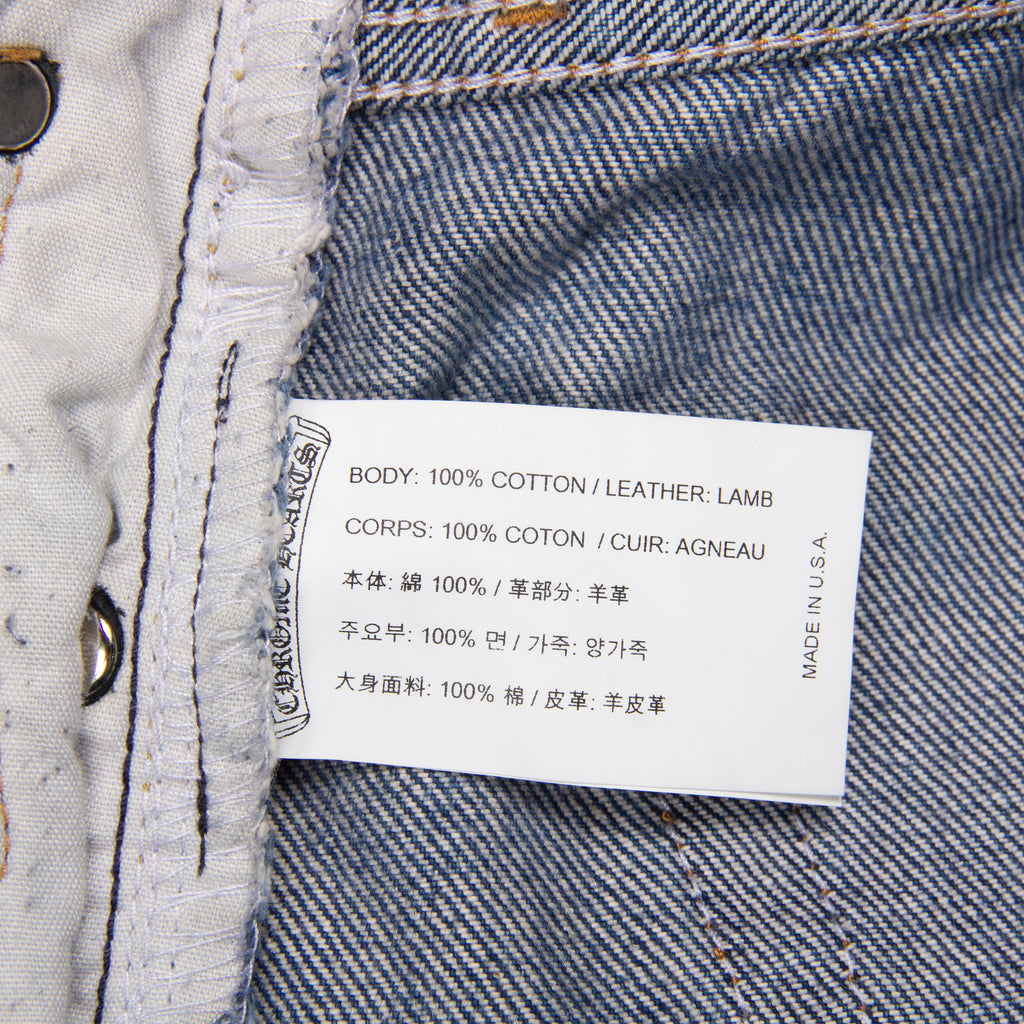 CHROME HEARTS
BODY: 100% COTTON / LEATHER: LAMB
CORPS: 100% COTON / CUIR: AGNEAU
本体: 綿 100% / 革部分: 羊革
주요부: 100% 면 / 가죽: 양가죽
大身面料: 100% 棉 / 皮革: 羊皮革
MADE IN U.S.A.